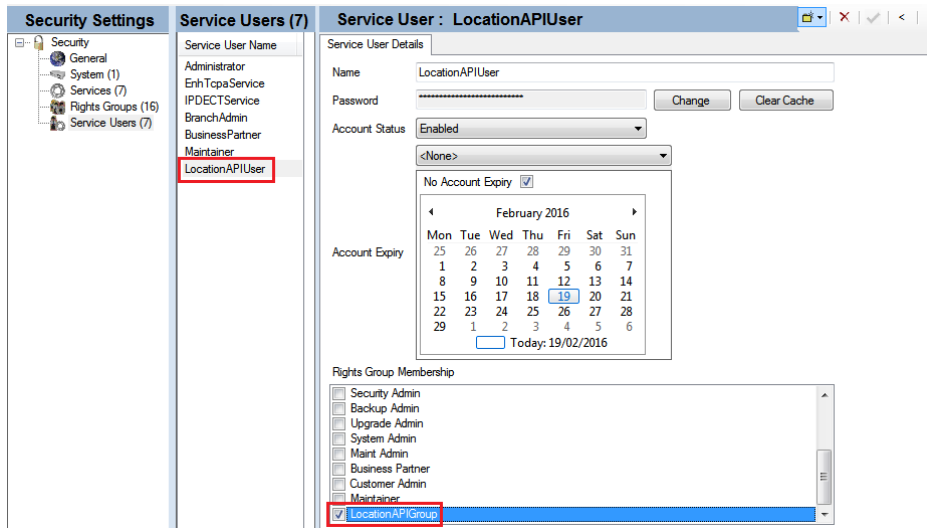 Security Settings
Security
General
System (1)
Services (7)
Rights Groups (16)
Service Users (7)
Service Users (7)
Service User Name
Administrator
EnhTcpaService
IPDECTService
BranchAdmin
BusinessPartner
Maintainer
LocationAPIUser
Service User : LocationAPIUser
Service User Details
Name LocationAPIUser
Password ************************** Change Clear Cache
Account Status Enabled
<None>
No Account Expiry
Account Expiry
February 2016
Mon Tue Wed Thu Fri Sat Sun
25 26 27 28 29 30 31
1 2 3 4 5 6 7
8 9 10 11 12 13 14
15 16 17 18 19 20 21
22 23 24 25 26 27 28
29 1 2 3 4 5 6
Today: 19/02/2016
Rights Group Membership
Security Admin
Backup Admin
Upgrade Admin
System Admin
Maint Admin
Business Partner
Customer Admin
Maintainer
LocationAPIGroup